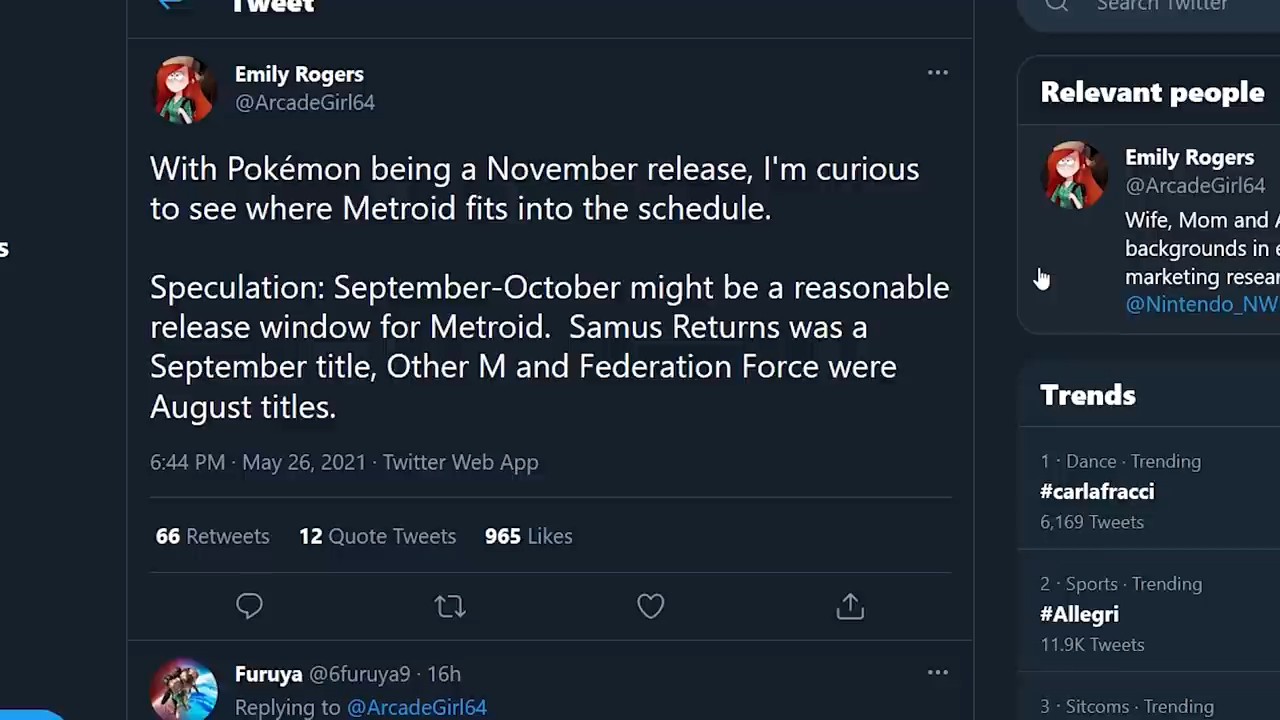 Tweet
Search Twitter
Emily Rogers
@ArcadeGirl64
···
With Pokémon being a November release, I'm curious
to see where Metroid fits into the schedule.
Speculation: September-October might be a reasonable
release window for Metroid.  Samus Returns was a
September title, Other M and Federation Force were
August titles.
6:44 PM · May 26, 2021 · Twitter Web App
66 Retweets 12 Quote Tweets 965 Likes
Furuya @6furuya9 · 16h
···
Replying to @ArcadeGirl64
s
Relevant people
Emily Rogers
@ArcadeGirl64
Wife, Mom and A
backgrounds in e
marketing resear
@Nintendo_NW
Trends
1 · Dance · Trending
#carlafracci
6,169 Tweets
2 · Sports · Trending
#Allegri
11.9K Tweets
3 · Sitcoms · Trending